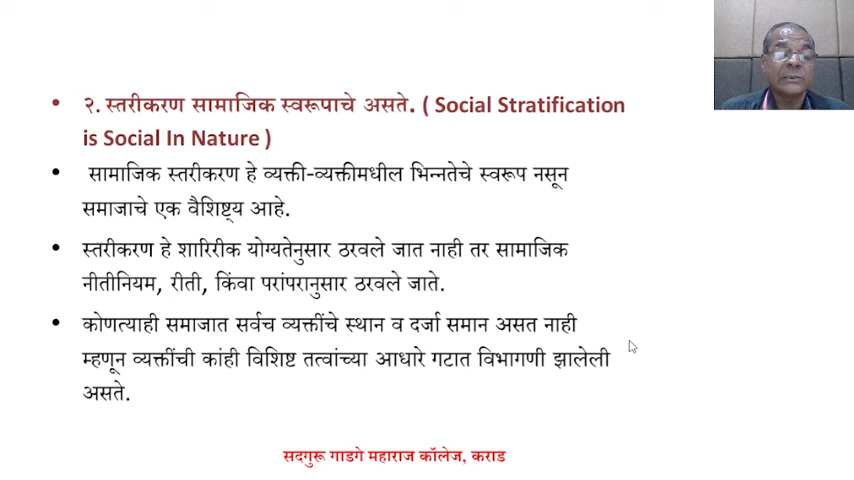 • २. स्तरीकरण सामाजिक स्वरूपाचे असते. ( Social Stratification
is Social In Nature )
• सामाजिक स्तरीकरण हे व्यक्ती-व्यक्तीमधील भिन्नतेचे स्वरूप नसून
समाजाचे एक वैशिष्ट्य आहे.
• स्तरीकरण हे शारिरीक योग्यतेनुसार ठरवले जात नाही तर सामाजिक
नीतीनियम, रीती, किंवा परांपरानुसार ठरवले जाते.
• कोणत्याही समाजात सर्वच व्यक्तींचे स्थान व दर्जा समान असत नाही
म्हणून व्यक्तींची कांही विशिष्ट तत्वांच्या आधारे गटात विभागणी झालेली
असते.
सदगुरू गाडगे महाराज कॉलेज, कराड